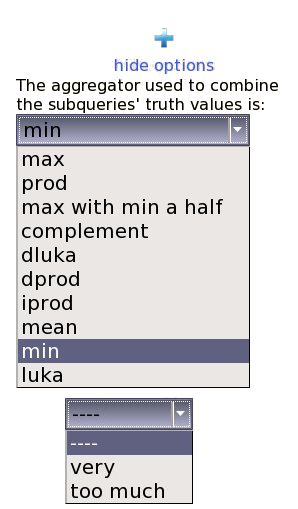 hide options
The aggregator used to combine
the subqueries' truth values is:
min
max
prod
max with min a half
complement
dluka
dprod
iprod
mean
min
luka
----
----
very
too much